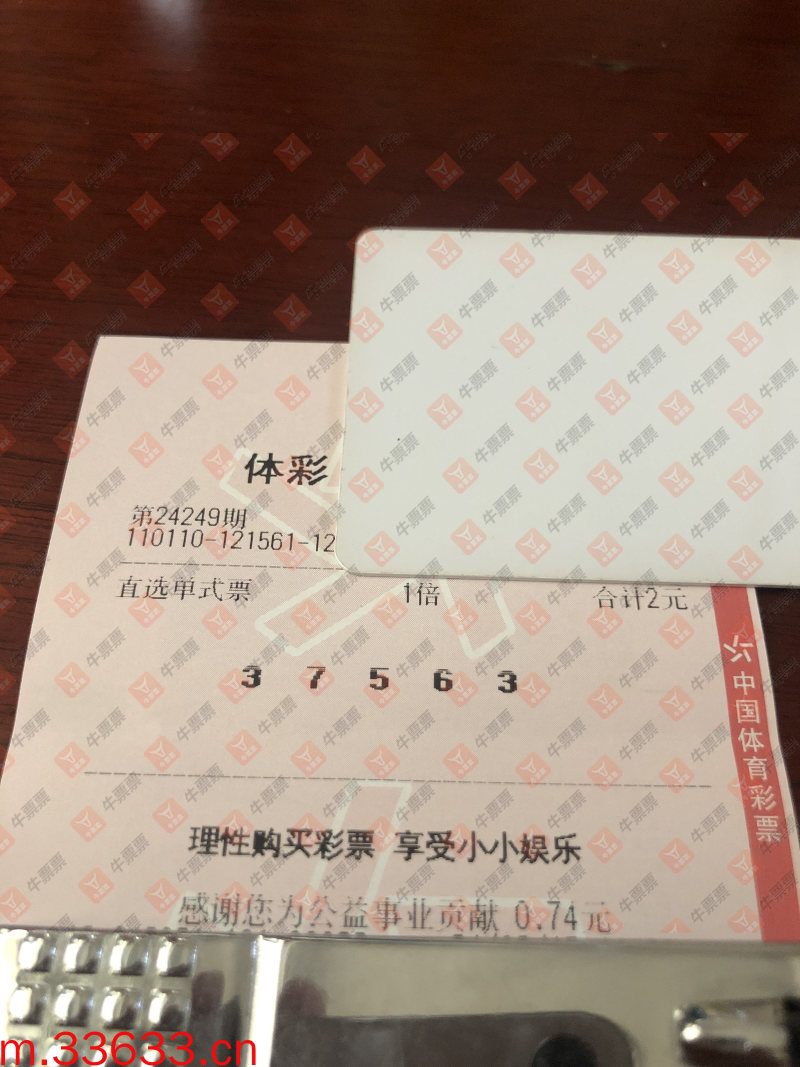 体彩
第24249期
110110-121561-12
直选单式票 1倍 合计2元
3 7 5 6 3
理性购买彩票 享受小小娱乐
感谢您为公益事业贡献 0.74元
中国体育彩票
牛票票
m.33633.cn